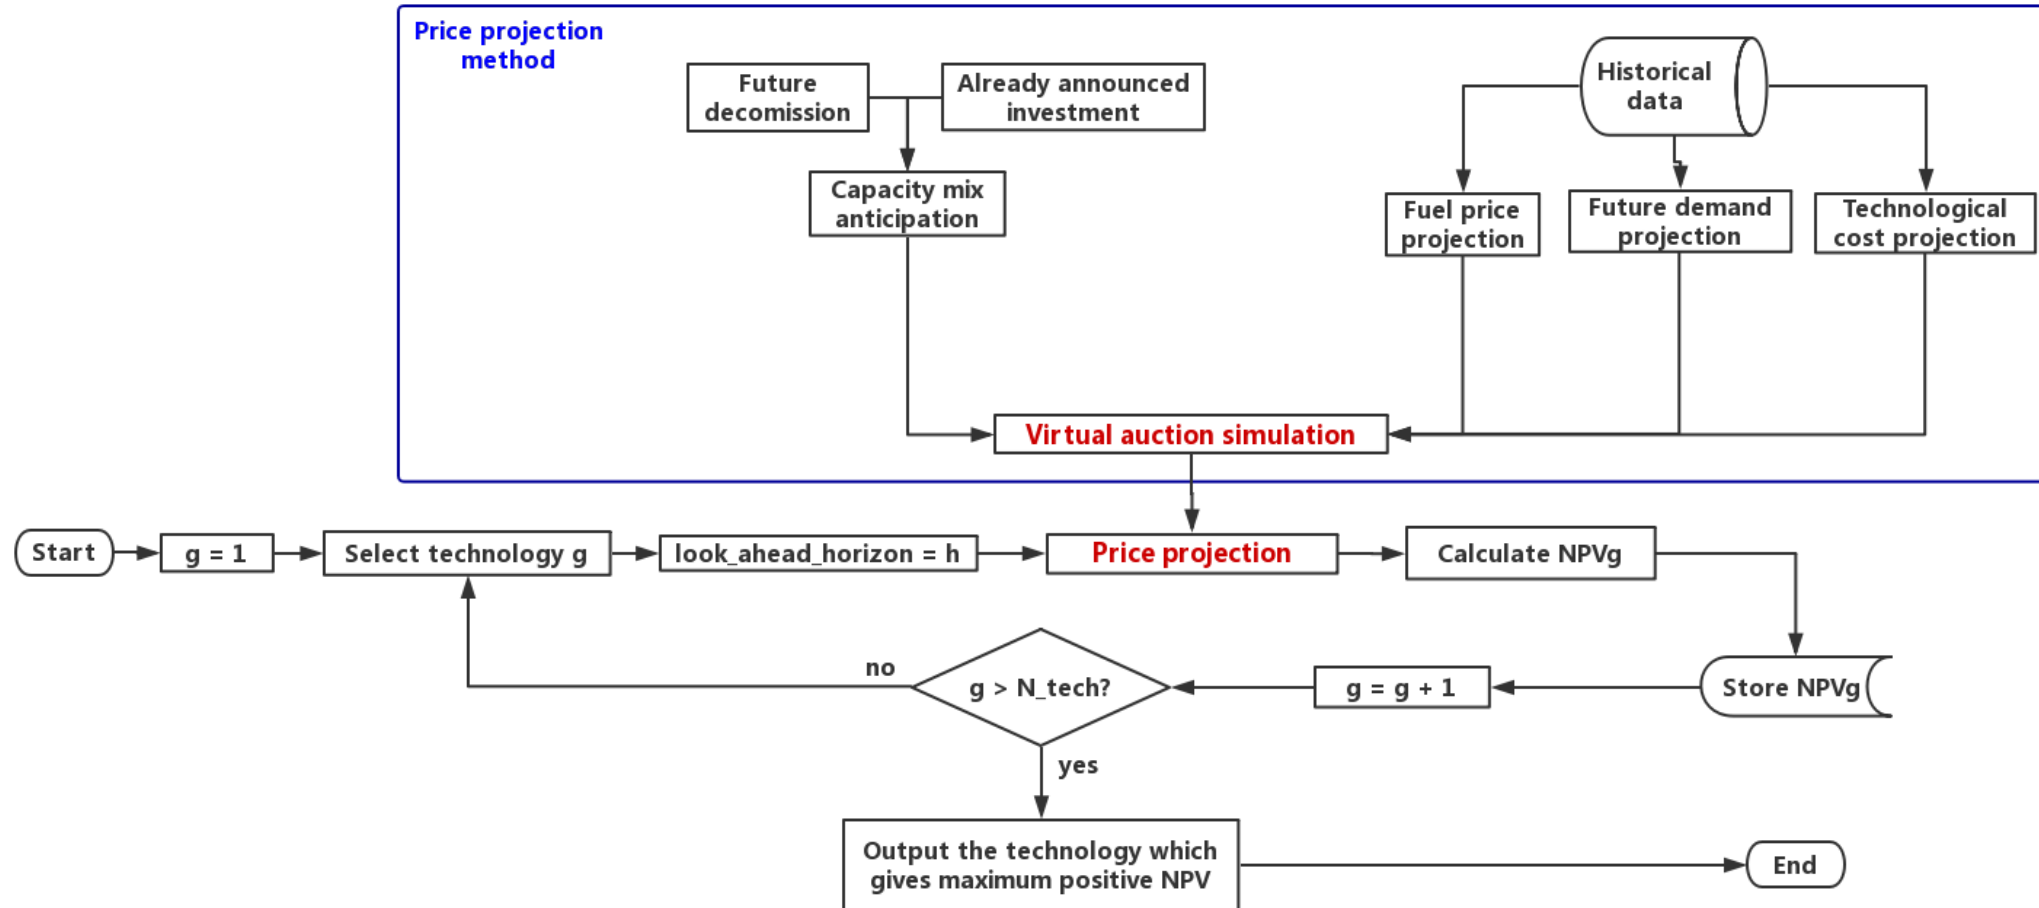 Price projection
method
Future
decomission
Already announced
investment
Historical
data
Capacity mix
anticipation
Fuel price
projection
Future demand
projection
Technological
cost projection
Virtual auction simulation
Start
g = 1
Select technology g
look_ahead_horizon = h
Price projection
Calculate NPVg
no
g > N_tech?
g = g + 1
Store NPVg
yes
Output the technology which
gives maximum positive NPV
End